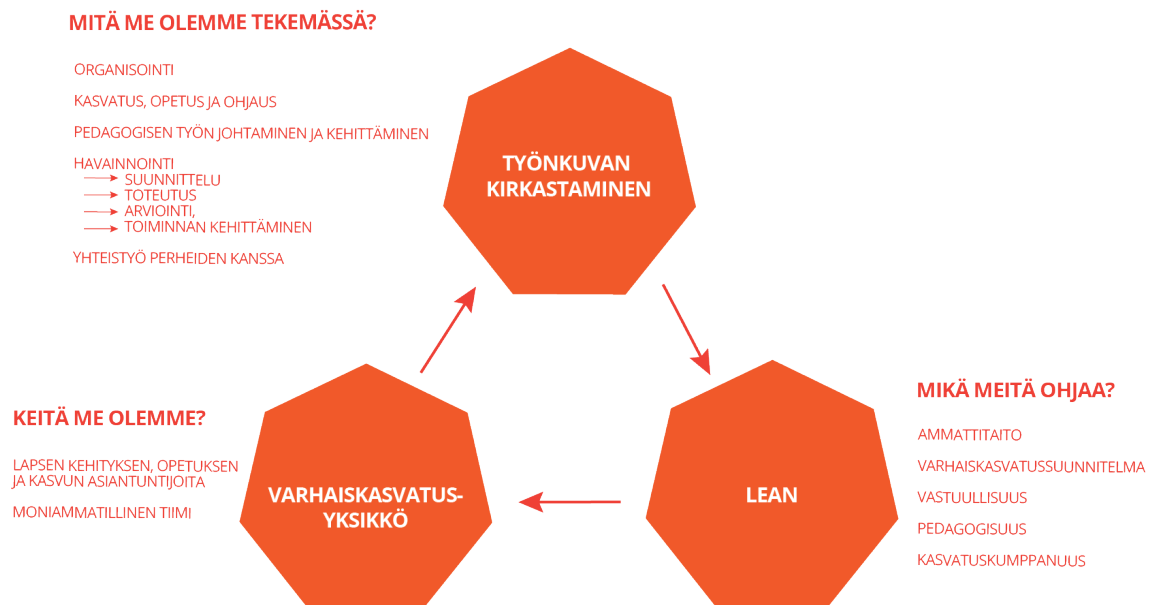 MITÄ ME OLEMME TEKEMÄSSÄ?
ORGANISOINTI
KASVATUS, OPETUS JA OHJAUS
PEDAGOGISEN TYÖN JOHTAMINEN JA KEHITTÄMINEN
HAVAINNOINTI
SUUNNITTELU
TOTEUTUS
ARVIOINTI,
TOIMINNAN KEHITTÄMINEN
YHTEISTYÖ PERHEIDEN KANSSA
TYÖNKUVAN
KIRKASTAMINEN
KEITÄ ME OLEMME?
LAPSEN KEHITYKSEN, OPETUKSEN
JA KASVUN ASIANTUNTIJOITA
MONIAMMATILLINEN TIIMI
VARHAISKASVATUS-
YKSIKKÖ
LEAN
MIKÄ MEITÄ OHJAA?
AMMATTITAITO
VARHAISKASVATUSSUUNNITELMA
VASTUULLISUUS
PEDAGOGISUUS
KASVATUSKUMPPANUUS